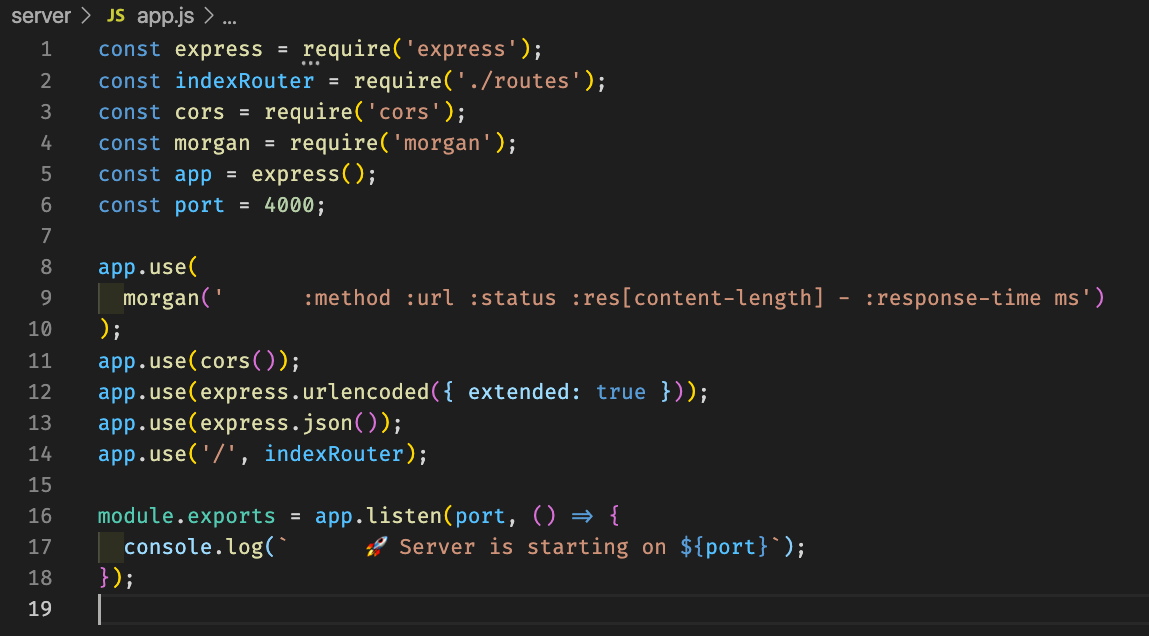 server > JS app.js > ...
1 const express = require('express');
2 const indexRouter = require('./routes');
3 const cors = require('cors');
4 const morgan = require('morgan');
5 const app = express();
6 const port = 4000;
7
8 app.use(
9   morgan('      :method :url :status :res[content-length] - :response-time ms')
10 );
11 app.use(cors());
12 app.use(express.urlencoded({ extended: true }));
13 app.use(express.json());
14 app.use('/', indexRouter);
15
16 module.exports = app.listen(port, () => {
17   console.log(`      🚀 Server is starting on ${port}`);
18 });
19